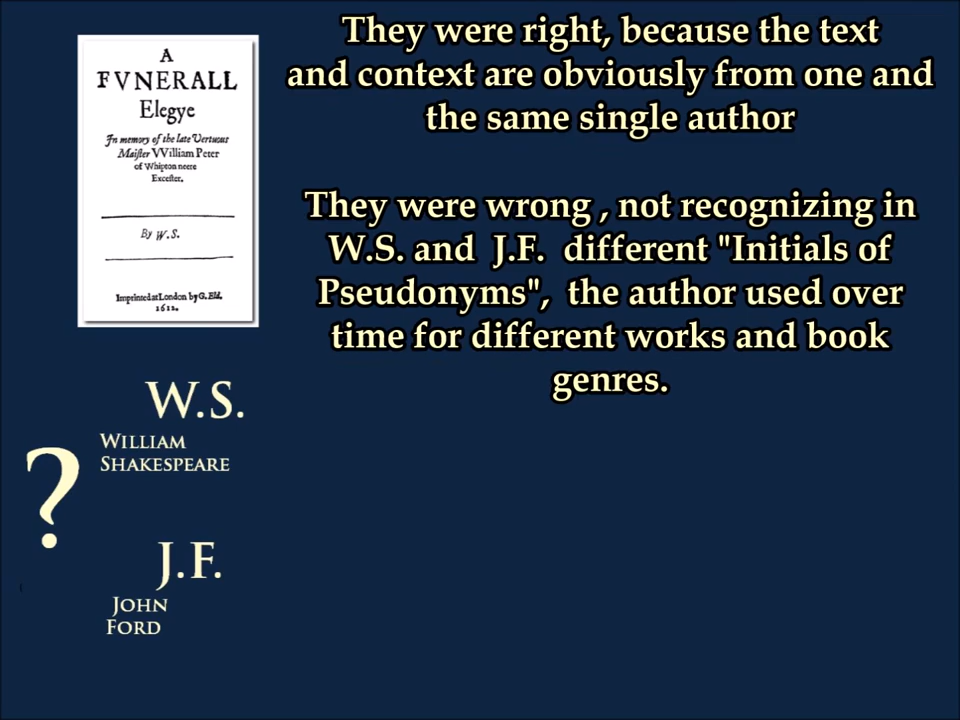 A
FVNERALL
Elegye
In memory of the late Vertuous
Maister VVilliam Peter
of Whipton neere
Excester.
By W.S.
Imprinted at London by G. Eld.
1612.
They were right, because the text
and context are obviously from one and
the same single author
They were wrong , not recognizing in
W.S. and J.F. different "Initials of
Pseudonyms", the author used over
time for different works and book
genres.
?
W.S.
WILLIAM
SHAKESPEARE
J.F.
JOHN
FORD